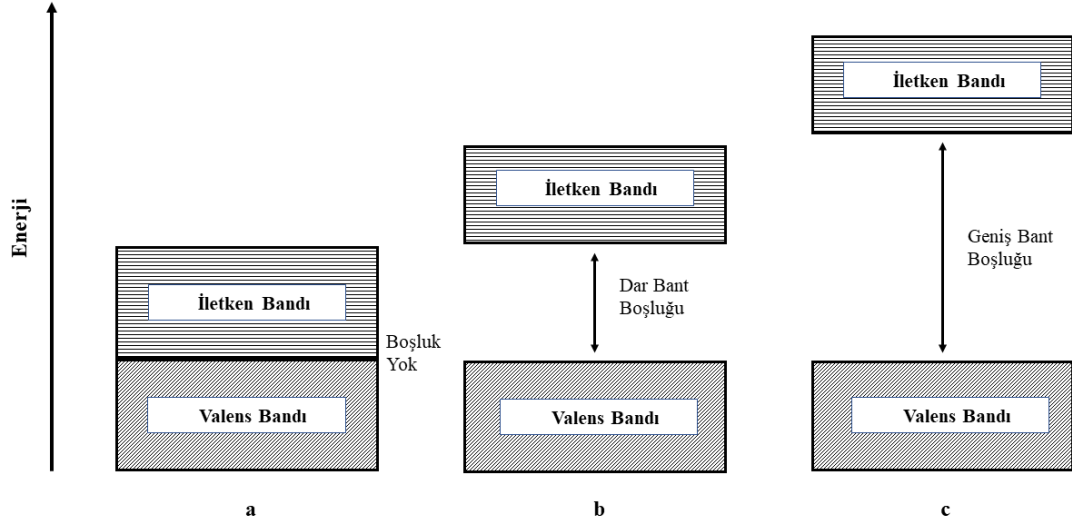 Enerji
İletken Bandı
Boşluk
Yok
Valens Bandı
a
İletken Bandı
Dar Bant
Boşluğu
Valens Bandı
b
İletken Bandı
Geniş Bant
Boşluğu
Valens Bandı
c